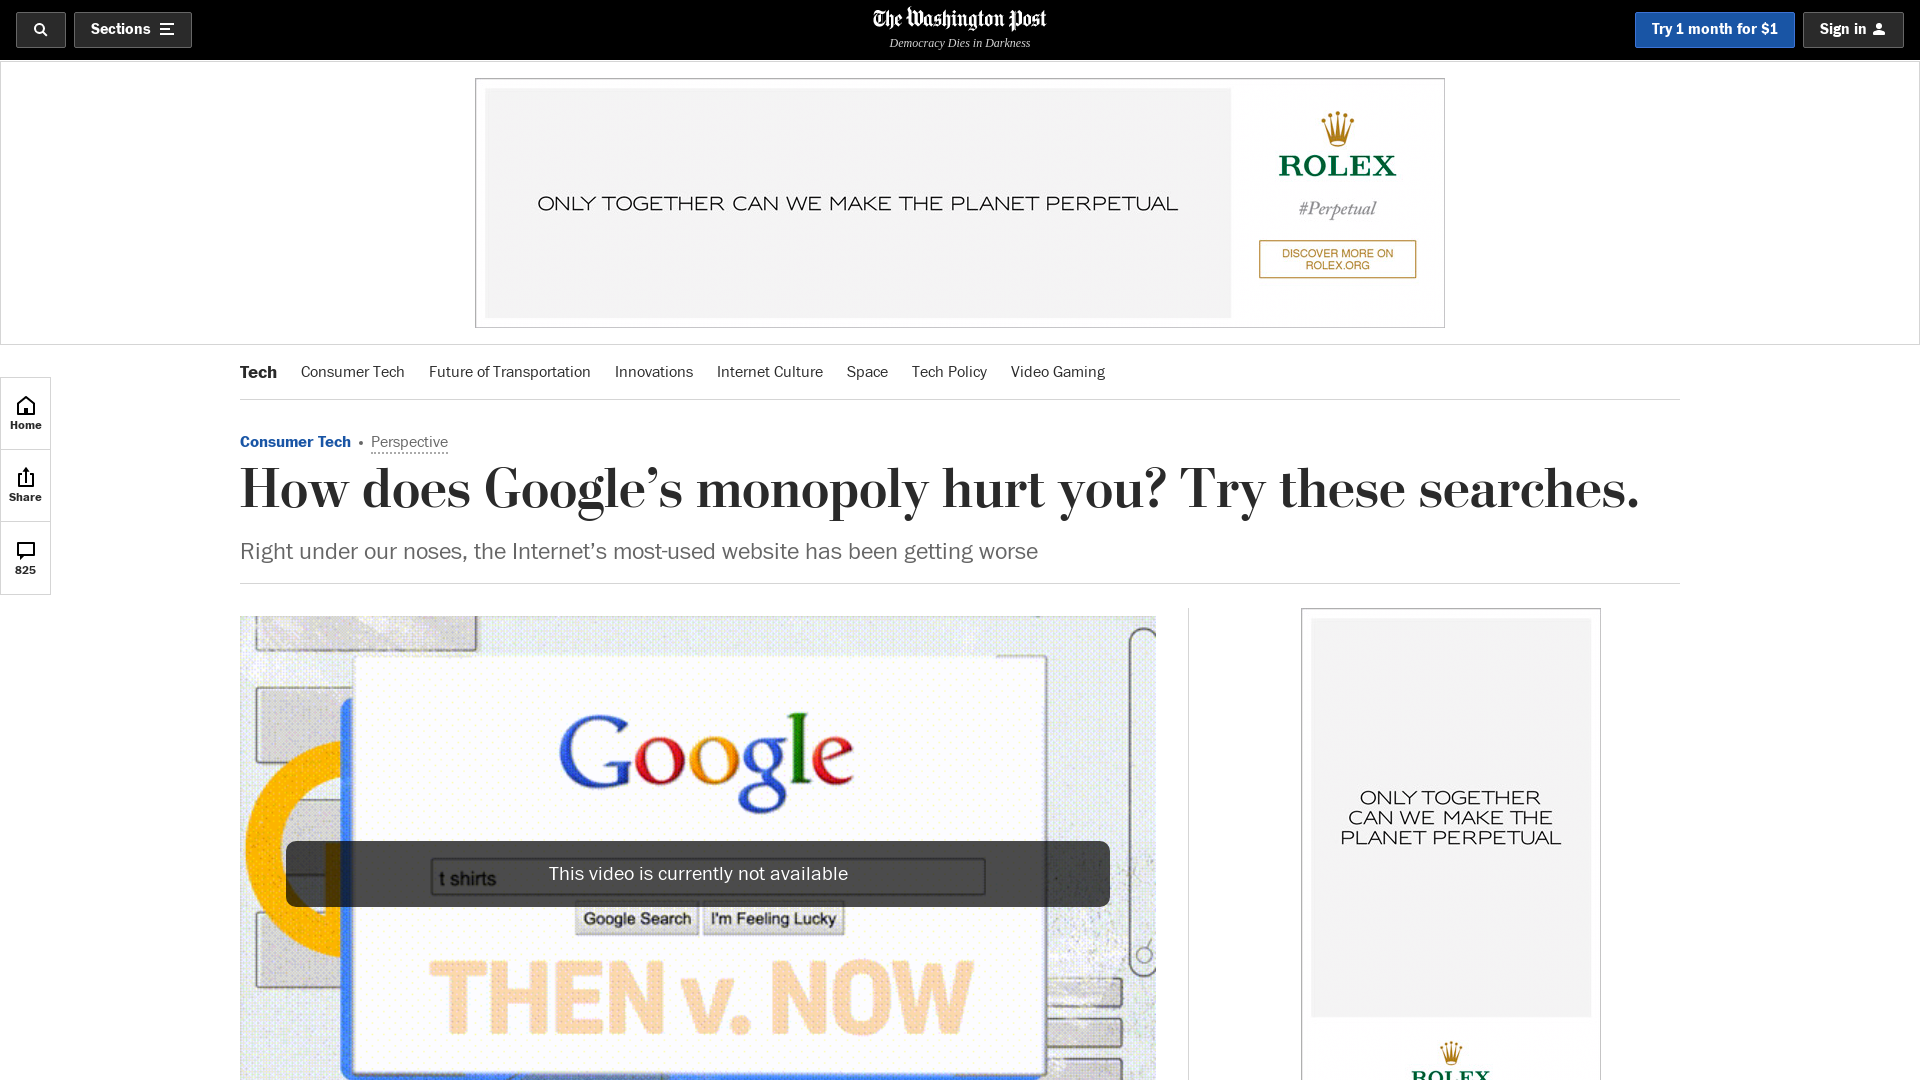 Sections
The Washington Post
Democracy Dies in Darkness
Try 1 month for $1
Sign in
ONLY TOGETHER CAN WE MAKE THE PLANET PERPETUAL
ROLEX
#Perpetual
DISCOVER MORE ON
ROLEX.ORG
Tech
Consumer Tech
Future of Transportation
Innovations
Internet Culture
Space
Tech Policy
Video Gaming
Home
Share
825
Consumer Tech • Perspective
How does Google’s monopoly hurt you? Try these searches.
Right under our noses, the Internet’s most-used website has been getting worse
Google
t shirts
This video is currently not available
Google Search
I'm Feeling Lucky
THEN v. NOW
ONLY TOGETHER
CAN WE MAKE THE
PLANET PERPETUAL
ROLEX